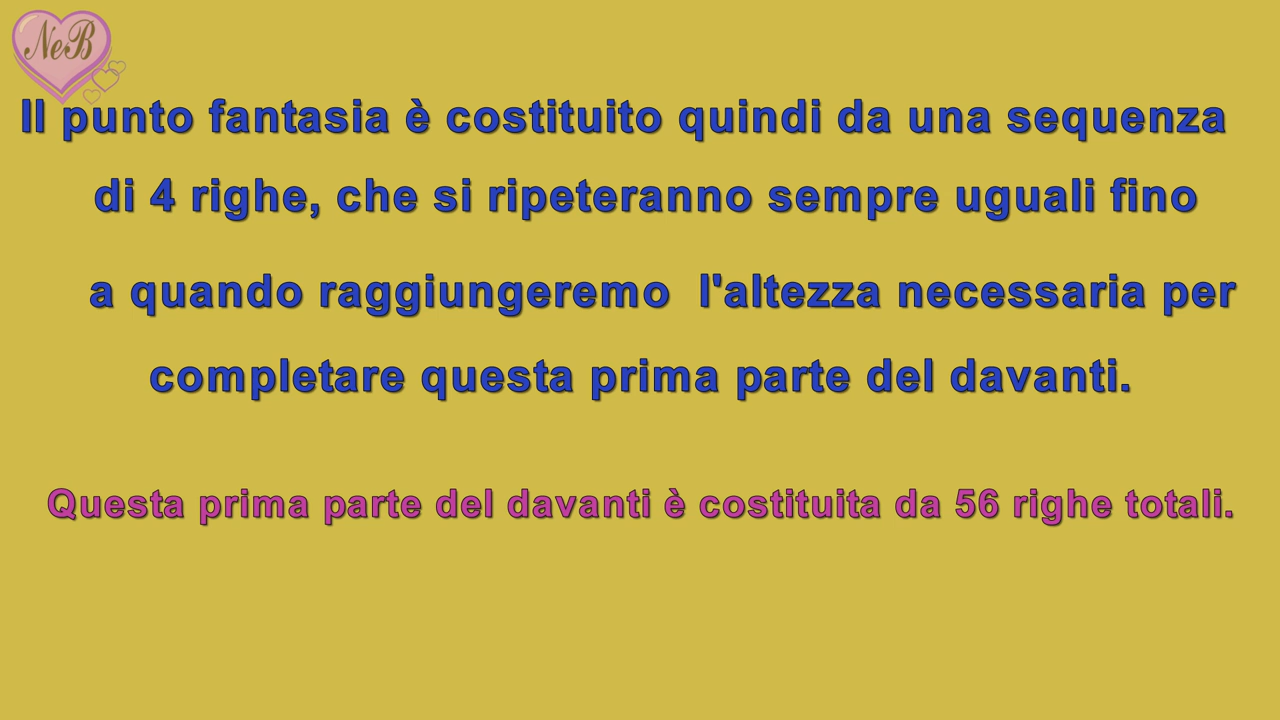 NeB
Il punto fantasia è costituito quindi da una sequenza
di 4 righe, che si ripeteranno sempre uguali fino
a quando raggiungeremo l'altezza necessaria per
completare questa prima parte del davanti.
Questa prima parte del davanti è costituita da 56 righe totali.